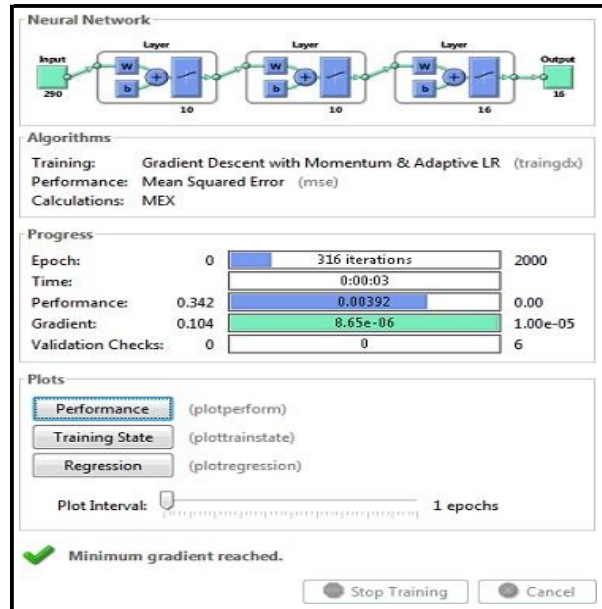 Neural Network
Layer Layer Layer
Input Output
W W W
b b b
290 16
10 10 16
Algorithms
Training: Gradient Descent with Momentum & Adaptive LR (traingdx)
Performance: Mean Squared Error (mse)
Calculations: MEX
Progress
Epoch: 0 316 iterations 2000
Time: 0:00:03
Performance: 0.342 0.00392 0.00
Gradient: 0.104 8.65e-06 1.00e-05
Validation Checks: 0 0 6
Plots
Performance (plotperform)
Training State (plottrainstate)
Regression (plotregression)
Plot Interval: 1 epochs
Minimum gradient reached.
Stop Training Cancel